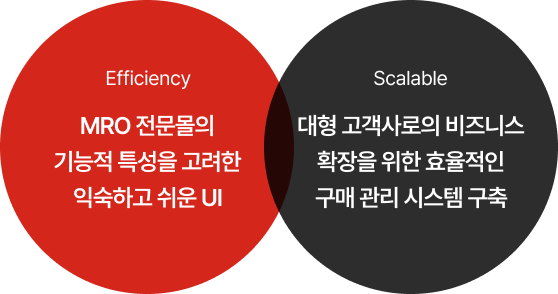 Efficiency
MRO 전문몰의
기능적 특성을 고려한
익숙하고 쉬운 UI
Scalable
대형 고객사로의 비즈니스
확장을 위한 효율적인
구매 관리 시스템 구축